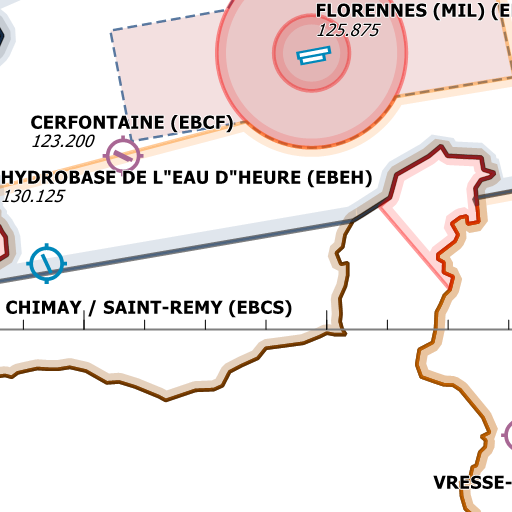 FLORENNES (MIL) (E
125.875
CERFONTAINE (EBCF)
123.200
HYDROBASE DE L"EAU D"HEURE (EBEH)
130.125
CHIMAY / SAINT-REMY (EBCS)
VRESSE-